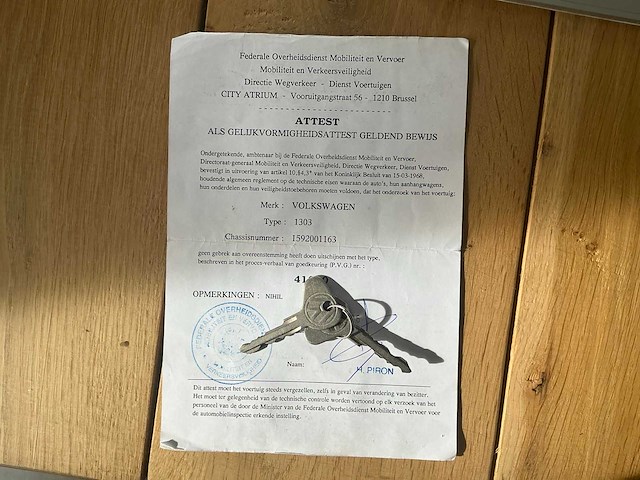 Federale Overheidsdienst Mobiliteit en Vervoer
Mobiliteit en Verkeersveiligheid
Directie Wegverkeer - Dienst Voertuigen
CITY ATRIUM - Vooruitgangstraat 56 - 1210 Brussel
ATTEST
ALS GELIJKVORMIGHEIDSATTEST GELDEND BEWIJS
Ondergetekende, ambtenaar bij de Federale Overheidsdienst Mobiliteit en Vervoer,
Directoraat-generaal Mobiliteit en Verkeersveiligheid, Directie Wegverkeer, Dienst Voertuigen,
bevestigt in uitvoering van artikel 10,§4,3° van het Koninklijk Besluit van 15-03-1968,
houdende algemeen reglement op de technische eisen waaraan de auto's, hun aanhangwagens,
hun onderdelen en hun veiligheidstoebehoren moeten voldoen, dat het onderzoek van het voertuig:
Merk : VOLKSWAGEN
Type : 1303
Chassisnummer : 1592001163
geen gebrek aan overeenstemming heeft doen uitschijnen met het type,
beschreven in het proces-verbaal van goedkeuring (P.V.G.) nr. :
OPMERKINGEN : NIHIL
FEDERALE OVERHEIDSDIENST
Naam:
H. PIRON
Dit attest moet het voertuig steeds vergezellen, zelfs in geval van verandering van bezitter.
Het moet ter gelegenheid van de technische controle worden vertoond op elk verzoek van het
personeel van de door de Minister van de Federale Overheidsdienst Mobiliteit en Vervoer voor
de automobielinspectie erkende instelling.